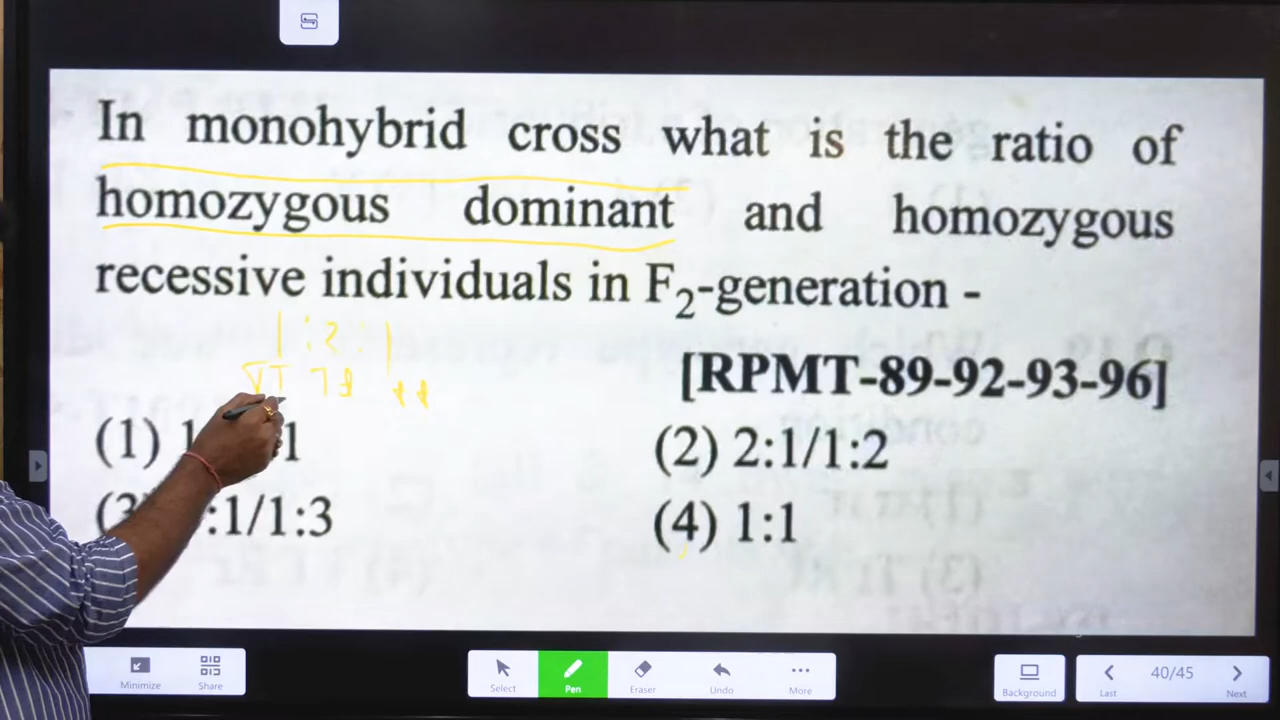 In monohybrid cross what is the ratio of
homozygous dominant and homozygous
recessive individuals in F₂-generation -
1 : 2 : 1
TT Tt tt
[RPMT-89-92-93-96]
(1) 1
(2) 2:1/1:2
:1/1:3
(4) 1:1
Minimize
Share
Select
Pen
Eraser
Undo
More
Background
Last
40/45
Next